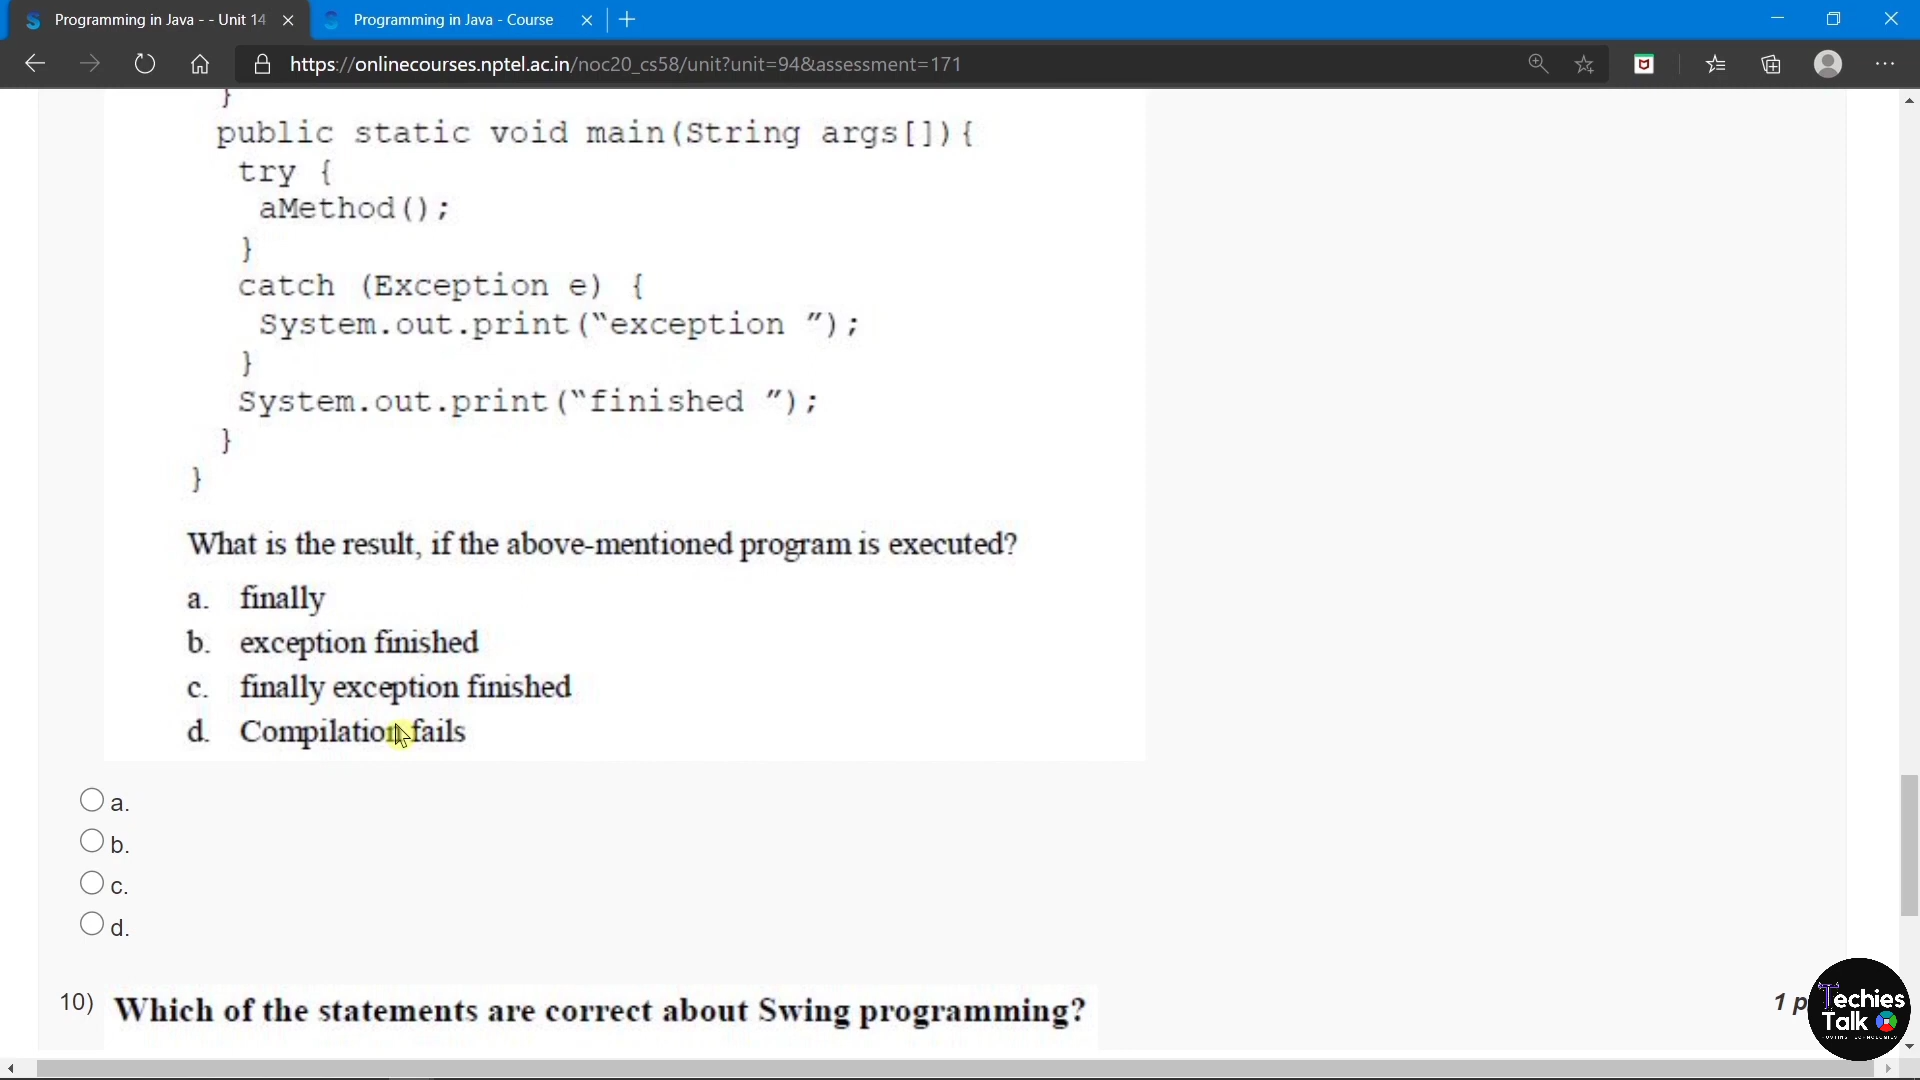 Programming in Java - - Unit 14
Programming in Java - Course
https://onlinecourses.nptel.ac.in/noc20_cs58/unit?unit=94&assessment=171
}
public static void main(String args[]){
try {
aMethod();
}
catch (Exception e) {
System.out.print(“exception ”);
}
System.out.print(“finished ”);
}
}
What is the result, if the above-mentioned program is executed?
a. finally
b. exception finished
c. finally exception finished
d. Compilation fails
a.
b.
c.
d.
10) Which of the statements are correct about Swing programming?
1 p
Techies
Talk